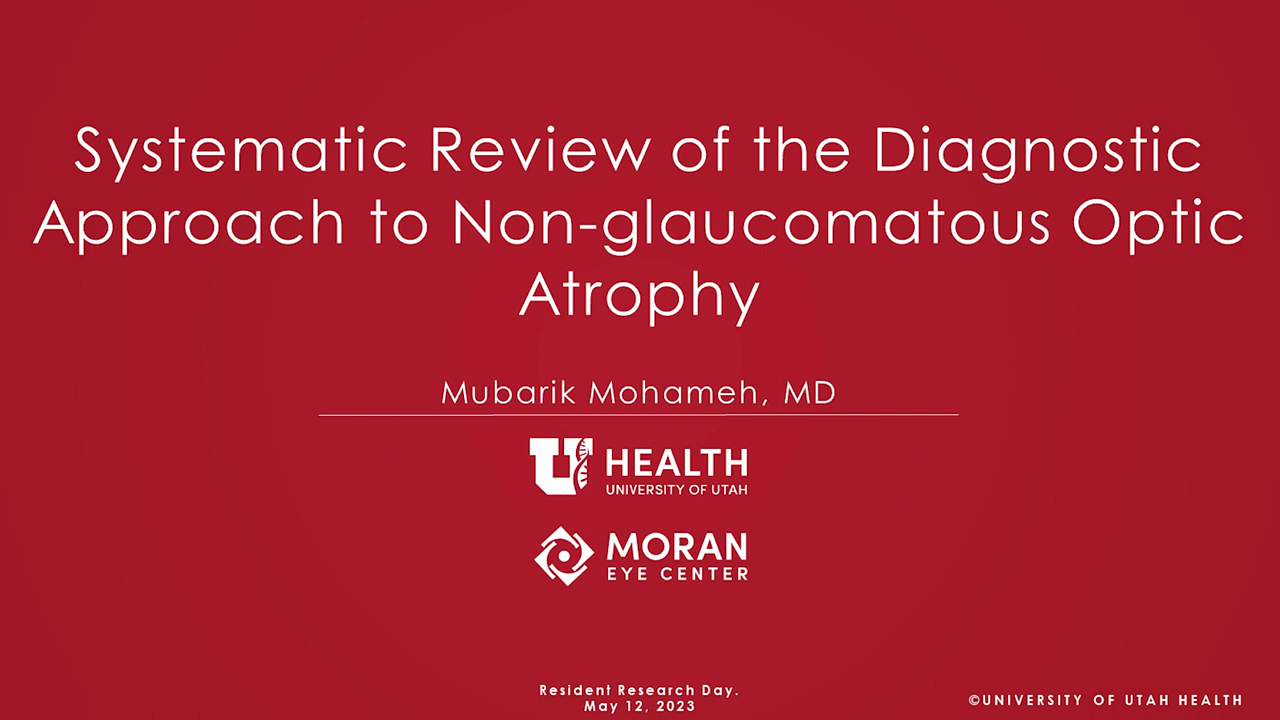 Systematic Review of the Diagnostic
Approach to Non-glaucomatous Optic
Atrophy
Mubarik Mohameh, MD
U HEALTH
UNIVERSITY OF UTAH
MORAN
EYE CENTER
Resident Research Day.
May 12, 2023
©UNIVERSITY OF UTAH HEALTH